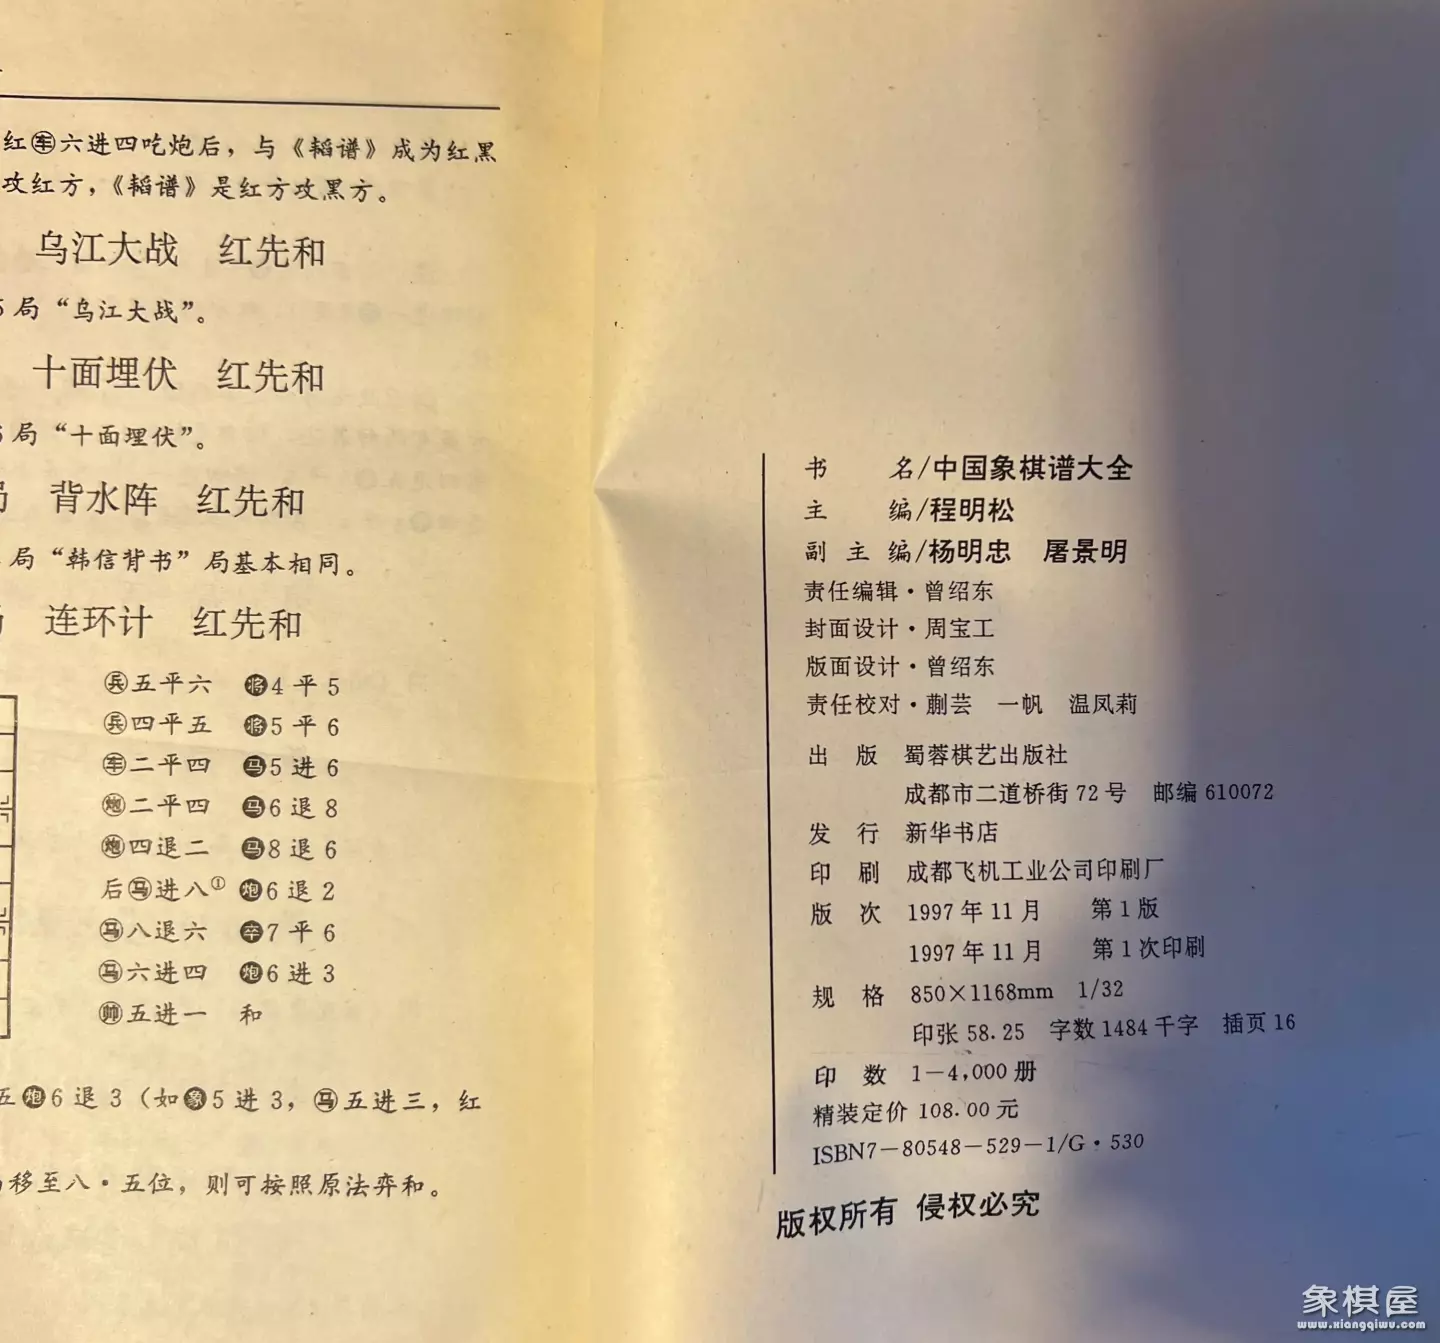 红车六进四吃炮后，与《韬谱》成为红黑
攻红方，《韬谱》是红方攻黑方。
乌江大战 红先和
局“乌江大战”。
十面埋伏 红先和
局“十面埋伏”。
背水阵 红先和
局“韩信背书”局基本相同。
连环计 红先和
兵五平六 将4平5
兵四平五 将5平6
车二平四 马5进6
炮二平四 马6退8
炮四退二 马8退6
后马进八① 炮6退2
马八退六 卒7平6
马六进四 炮6进3
帅五进一 和
五炮6退3（如象5进3，马五进三，红
移至八·五位，则可按照原法弈和。
书 名/中国象棋谱大全
主 编/程明松
副主编/杨明忠 屠景明
责任编辑·曾绍东
封面设计·周宝工
版面设计·曾绍东
责任校对·蒯芸 一帆 温凤莉
出 版 蜀蓉棋艺出版社
成都市二道桥街72号 邮编610072
发 行 新华书店
印 刷 成都飞机工业公司印刷厂
版 次 1997年11月 第1版
1997年11月 第1次印刷
规 格 850×1168mm 1/32
印张58.25 字数1484千字 插页16
印 数 1－4,000册
精装定价108.00元
ISBN7－80548－529－1/G·530
版权所有 侵权必究
象棋屋
www.xiangqiwu.com